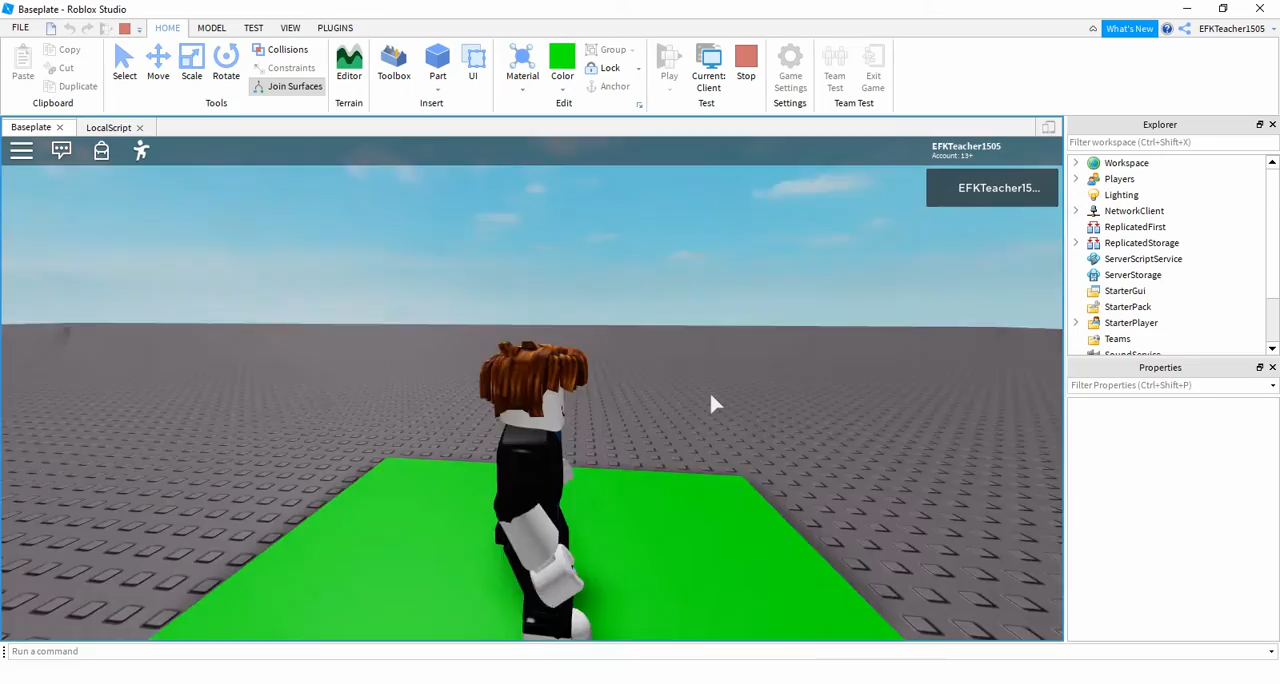 Baseplate - Roblox Studio
FILE HOME MODEL TEST VIEW PLUGINS What's New EFKTeacher1505
Paste Copy Cut Duplicate Clipboard
Select Move Scale Rotate Collisions Constraints Join Surfaces Tools
Editor Terrain
Toolbox Part UI Insert
Material Color Group Lock Anchor Edit
Play Current: Client Stop Test
Game Settings Settings
Team Test Exit Game Team Test
Baseplate LocalScript
EFKTeacher1505
Account: 13+
EFKTeacher15...
Explorer
Filter workspace (Ctrl+Shift+X)
Workspace
Players
Lighting
NetworkClient
ReplicatedFirst
ReplicatedStorage
ServerScriptService
ServerStorage
StarterGui
StarterPack
StarterPlayer
Teams
SoundService
Properties
Filter Properties (Ctrl+Shift+P)
Run a command